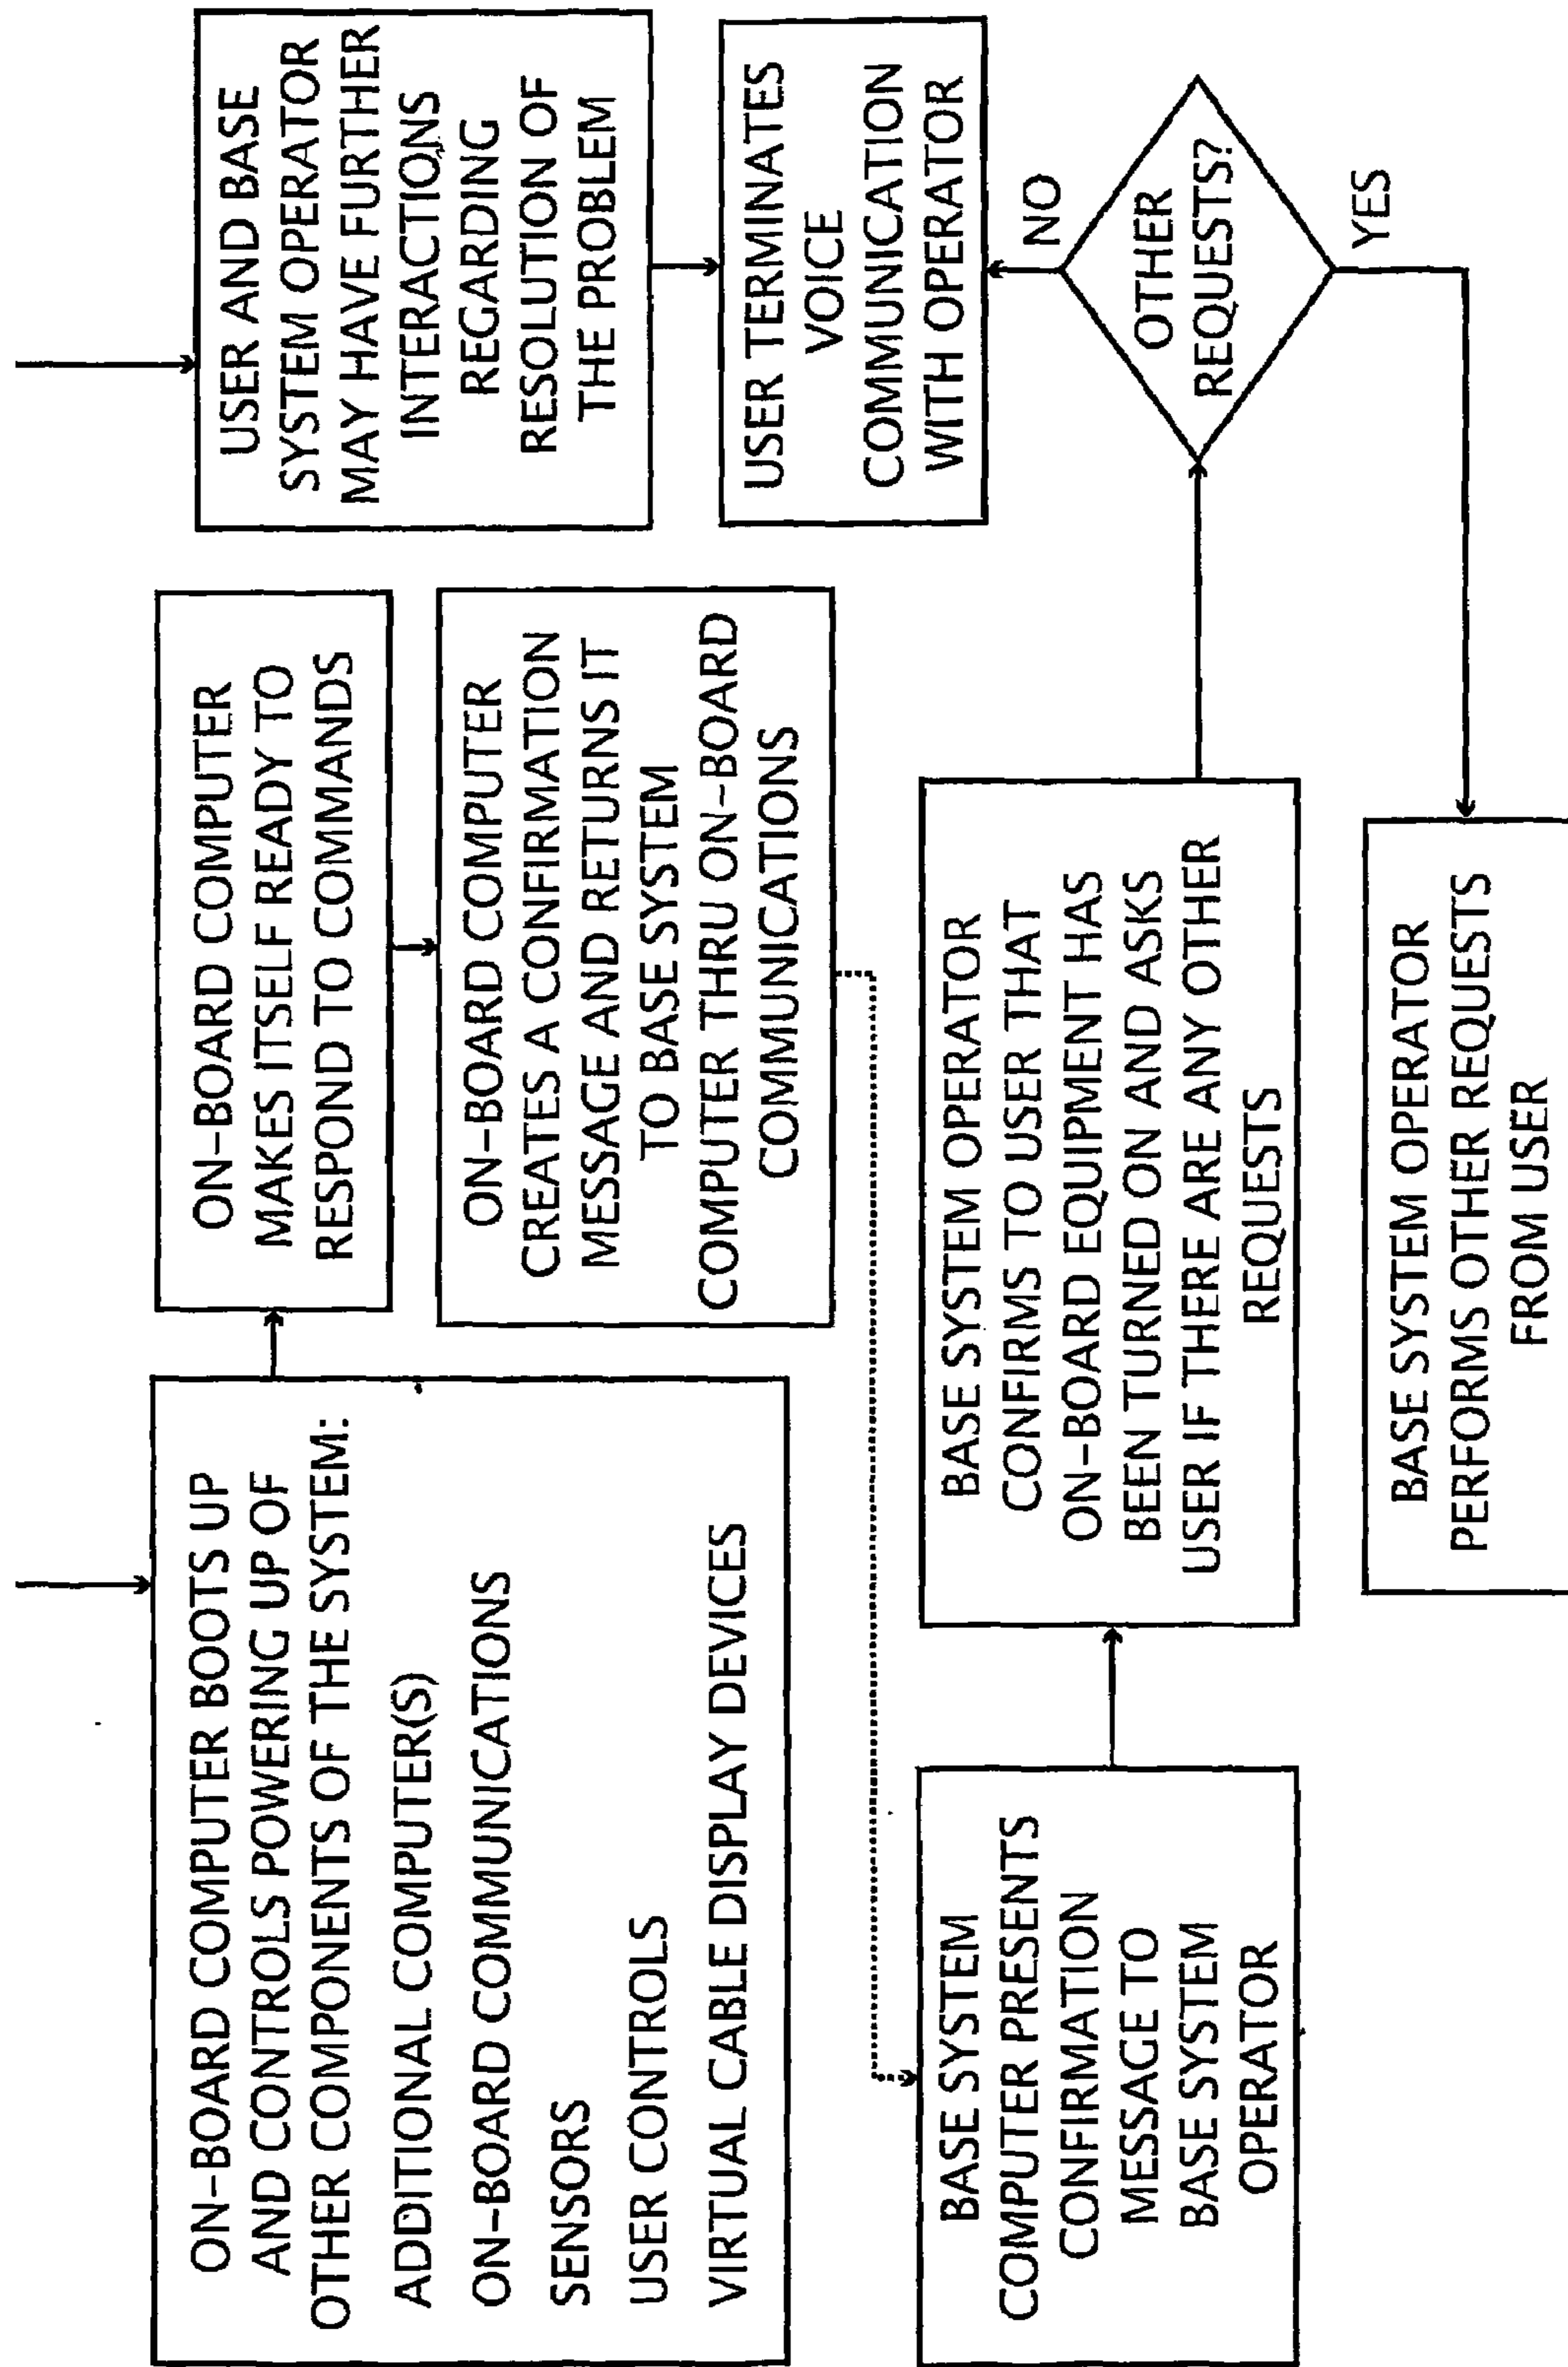 ON-BOARD COMPUTER BOOTS UP
AND CONTROLS POWERING UP OF
OTHER COMPONENTS OF THE SYSTEM:
ADDITIONAL COMPUTER(S)
ON-BOARD COMMUNICATIONS
SENSORS
USER CONTROLS
VIRTUAL CABLE DISPLAY DEVICES
ON-BOARD COMPUTER
MAKES ITSELF READY TO
RESPOND TO COMMANDS
ON-BOARD COMPUTER
CREATES A CONFIRMATION
MESSAGE AND RETURNS IT
TO BASE SYSTEM
COMPUTER THRU ON-BOARD
COMMUNICATIONS
USER AND BASE
SYSTEM OPERATOR
MAY HAVE FURTHER
INTERACTIONS
REGARDING
RESOLUTION OF
THE PROBLEM
USER TERMINATES
VOICE
COMMUNICATION
WITH OPERATOR
BASE SYSTEM
COMPUTER PRESENTS
CONFIRMATION
MESSAGE TO
BASE SYSTEM
OPERATOR
BASE SYSTEM OPERATOR
CONFIRMS TO USER THAT
ON-BOARD EQUIPMENT HAS
BEEN TURNED ON AND ASKS
USER IF THERE ARE ANY OTHER
REQUESTS
NO
OTHER
REQUESTS?
YES
BASE SYSTEM OPERATOR
PERFORMS OTHER REQUESTS
FROM USER